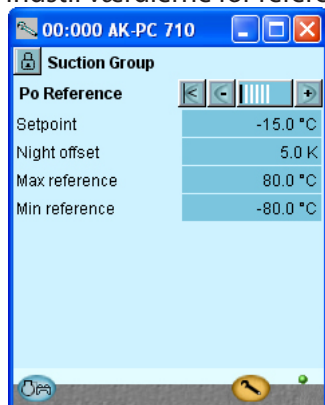 00:000 AK-PC 710
Suction Group
Po Reference
Setpoint -15.0 °C
Night offset 5.0 K
Max reference 80.0 °C
Min reference -80.0 °C